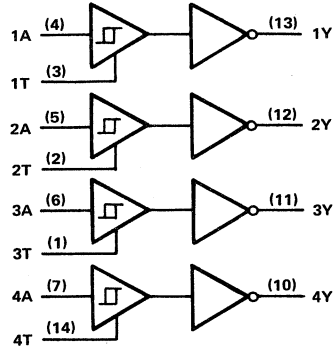 1A (4) (13) 1Y
1T (3)
2A (5) (12) 2Y
2T (2)
3A (6) (11) 3Y
3T (1)
4A (7) (10) 4Y
4T (14)